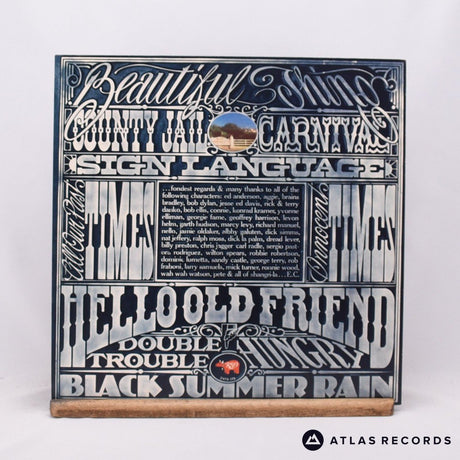 Beautiful Thing
COUNTY JAIL CARNIVAL
SIGN LANGUAGE
All Our Past
TIMES
...fondest regards & many thanks to all of the
following characters: ed anderson, aggie, brains
bradley, bob dylan, jesse ed davis, rick & terry
danko, bob ellis, connie, konrad kramer, yvonne
elliman, george fame, geoffrey harrison, levon
helm, garth hudson, marcy levy, richard manuel,
nello, jamie oldaker, nibby galuten, dick simms,
nat jeffery, ralph moss, dick la palm, dread lever,
billy preston, chris jagger carl radle, sergio pastor
ora rodriguez, wilton spears, robbie robertson,
dominic lumetta, sandy castle, george terry, rob
fraboni, larry samuels, mick turner, ronnie wood,
wah wah watson, pete & all of shangri-la...E.C.
Innocent
TIMES
HELLO OLD FRIEND
DOUBLE TROUBLE
HUNGRY
BLACK SUMMER RAIN
ATLAS RECORDS